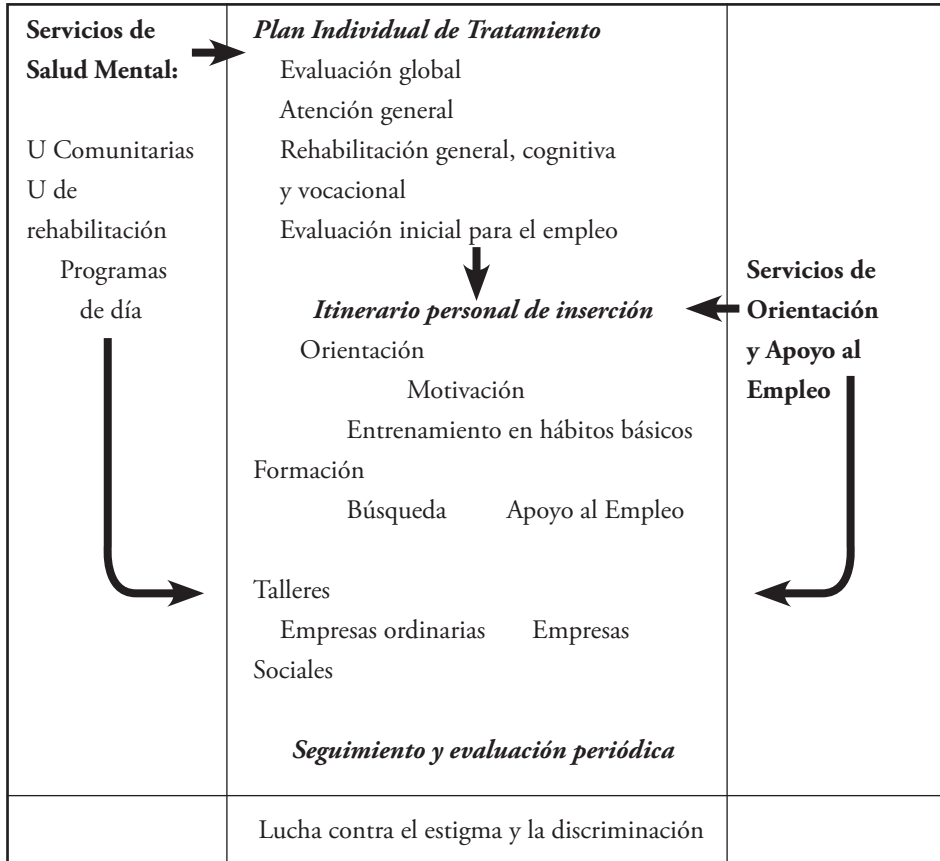 Servicios de
Salud Mental:
U Comunitarias
U de
rehabilitación
Programas
de día
Plan Individual de Tratamiento
Evaluación global
Atención general
Rehabilitación general, cognitiva
y vocacional
Evaluación inicial para el empleo
Itinerario personal de inserción
Orientación
Motivación
Entrenamiento en hábitos básicos
Formación
Búsqueda Apoyo al Empleo
Talleres
Empresas ordinarias Empresas
Sociales
Seguimiento y evaluación periódica
Servicios de
Orientación
y Apoyo al
Empleo
Lucha contra el estigma y la discriminación